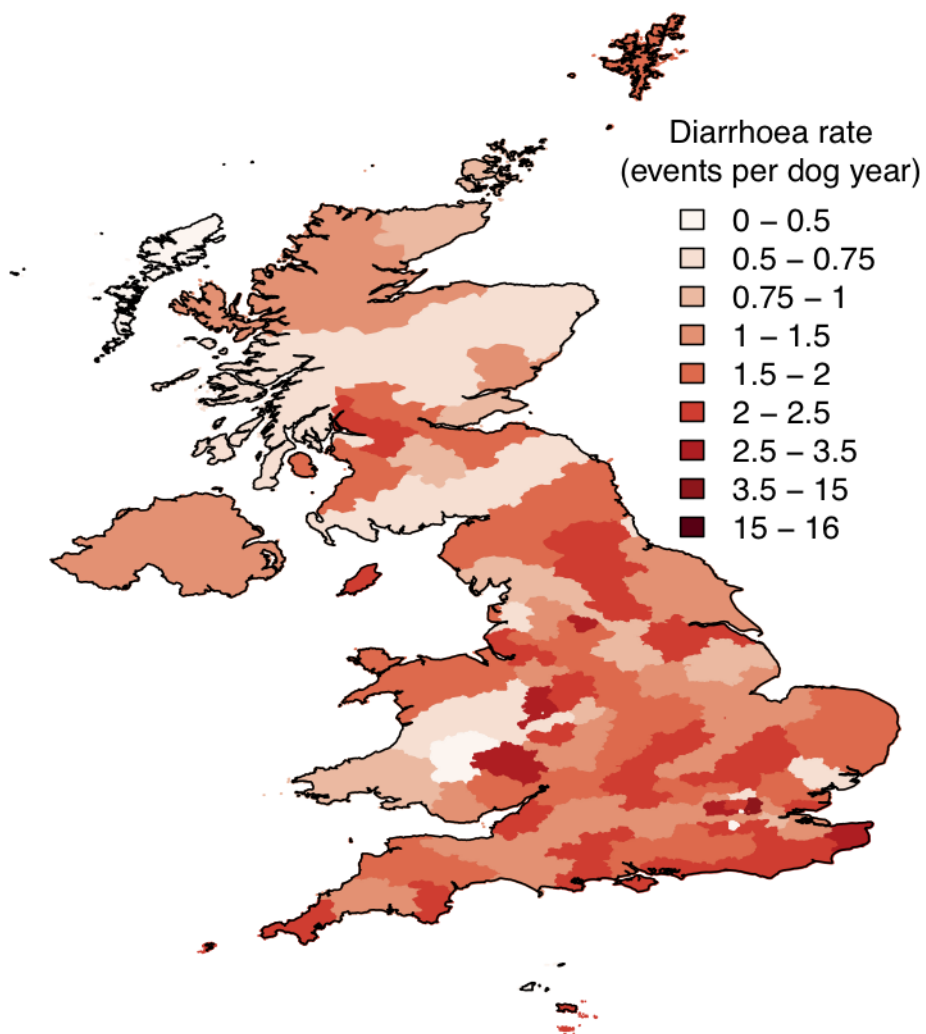 Diarrhoea rate
(events per dog year)
0 – 0.5
0.5 – 0.75
0.75 – 1
1 – 1.5
1.5 – 2
2 – 2.5
2.5 – 3.5
3.5 – 15
15 – 16